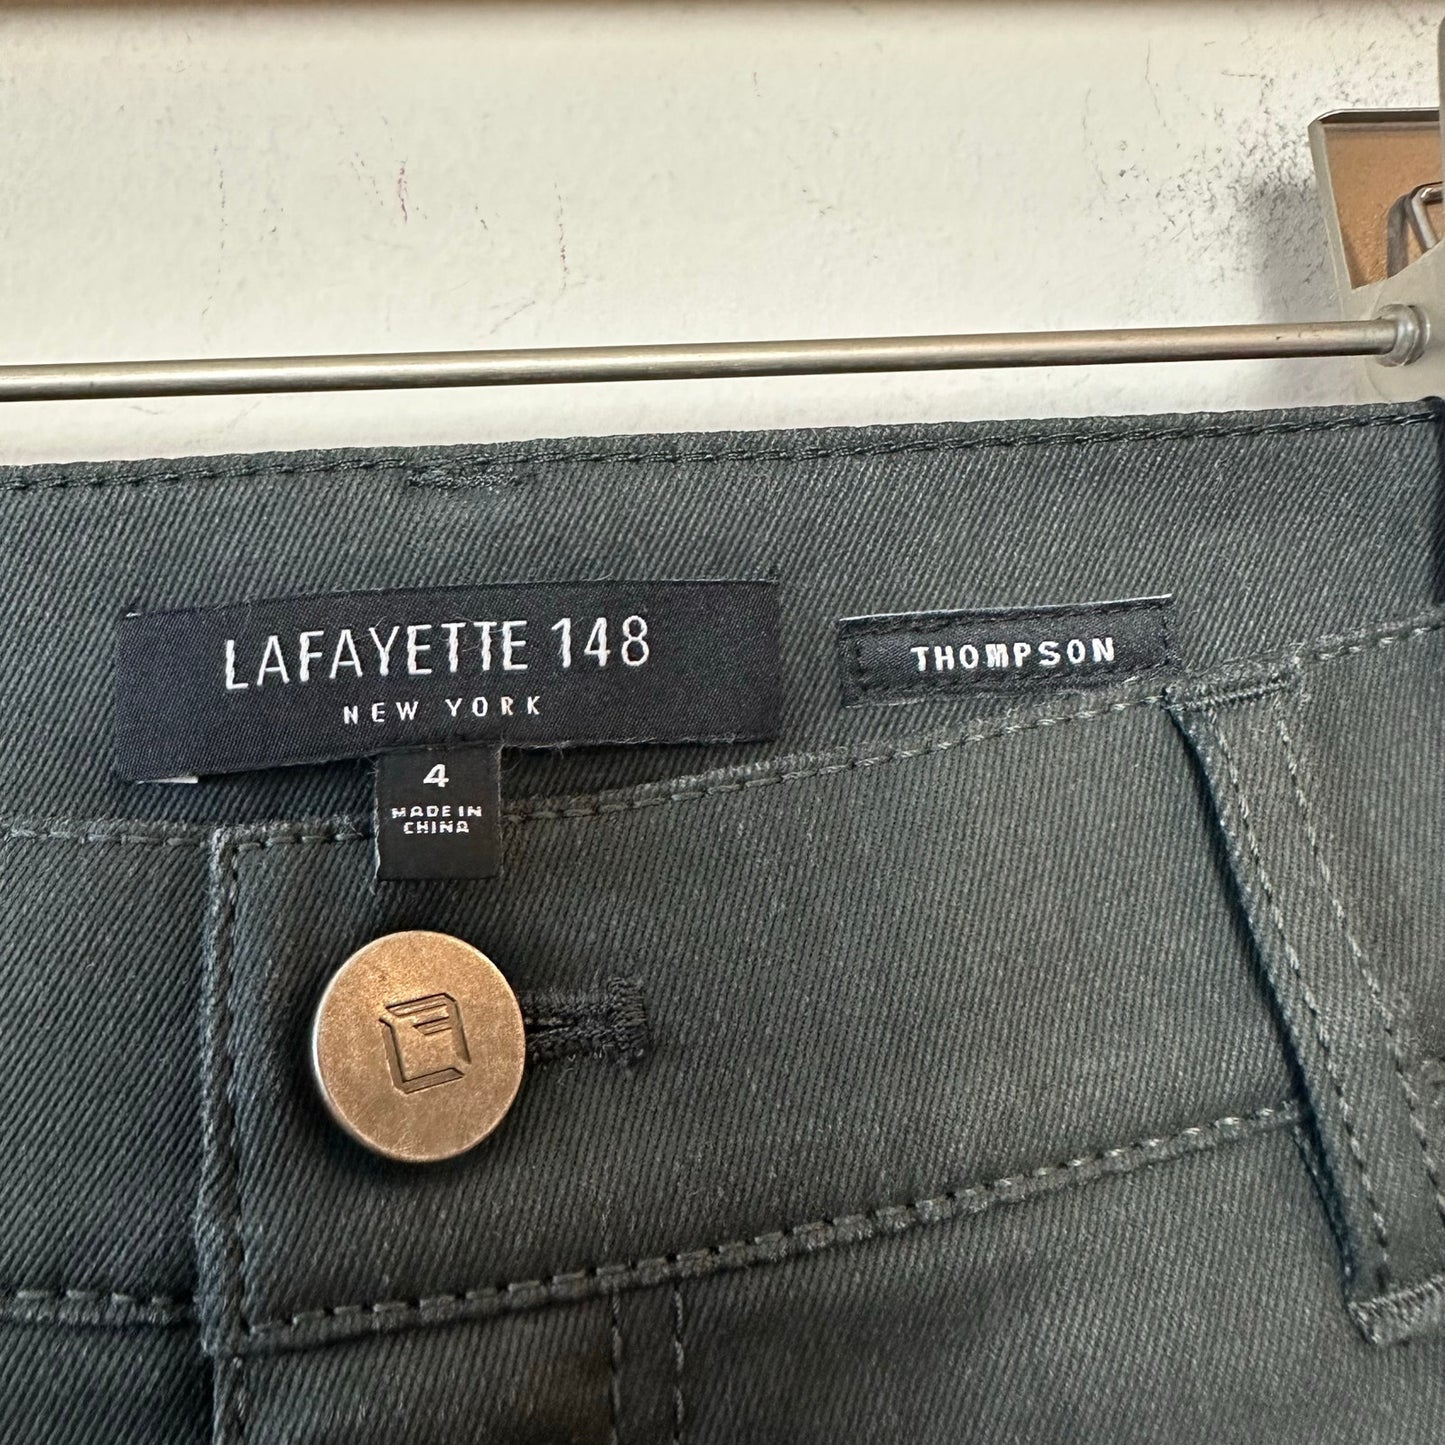 LAFAYETTE 148
NEW YORK
THOMPSON
4
MADE IN
CHINA